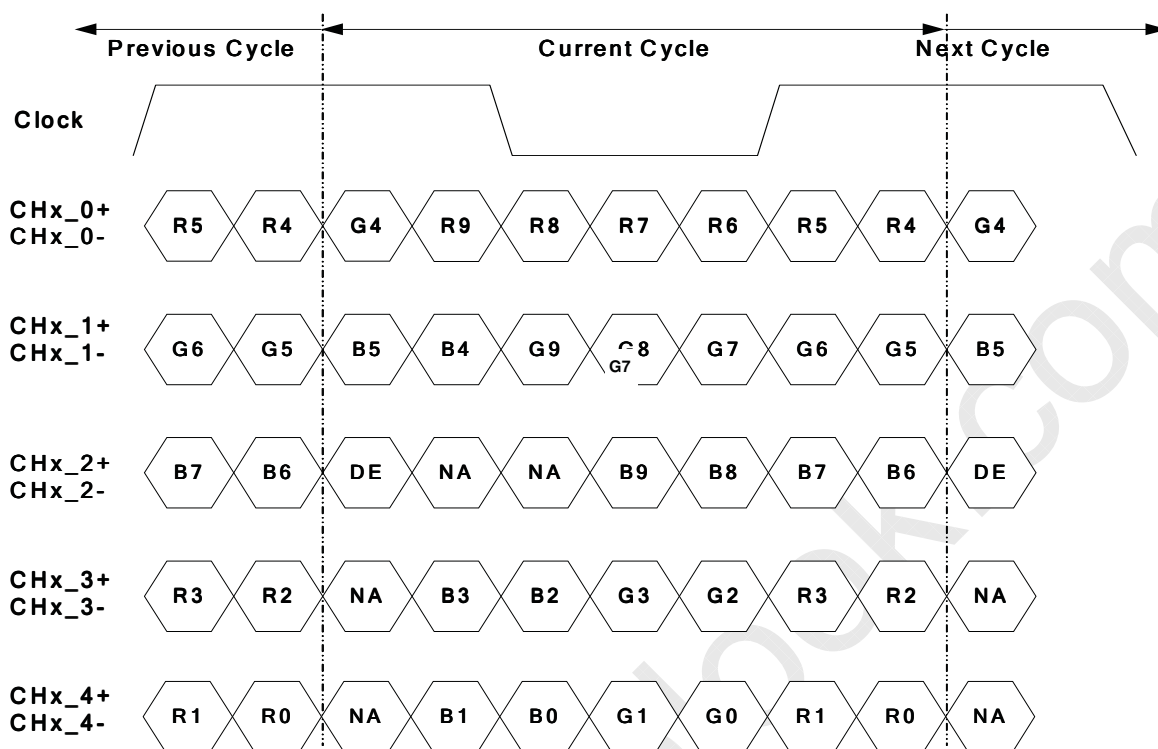 Previous Cycle Current Cycle Next Cycle
Clock
CHx_0+
CHx_0-
R5 R4 G4 R9 R8 R7 R6 R5 R4 G4
CHx_1+
CHx_1-
G6 G5 B5 B4 G9 G8 G7 G6 G5 B5
G7
CHx_2+
CHx_2-
B7 B6 DE NA NA B9 B8 B7 B6 DE
CHx_3+
CHx_3-
R3 R2 NA B3 B2 G3 G2 R3 R2 NA
CHx_4+
CHx_4-
R1 R0 NA B1 B0 G1 G0 R1 R0 NA
look.com